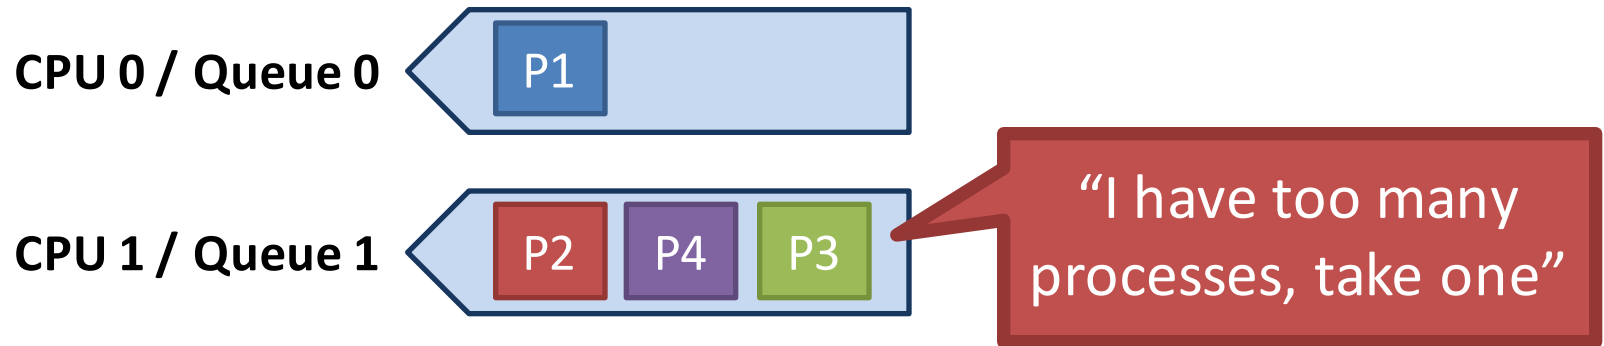 CPU 0 / Queue 0
P1
CPU 1 / Queue 1
P2 P4 P3
“I have too many
processes, take one”